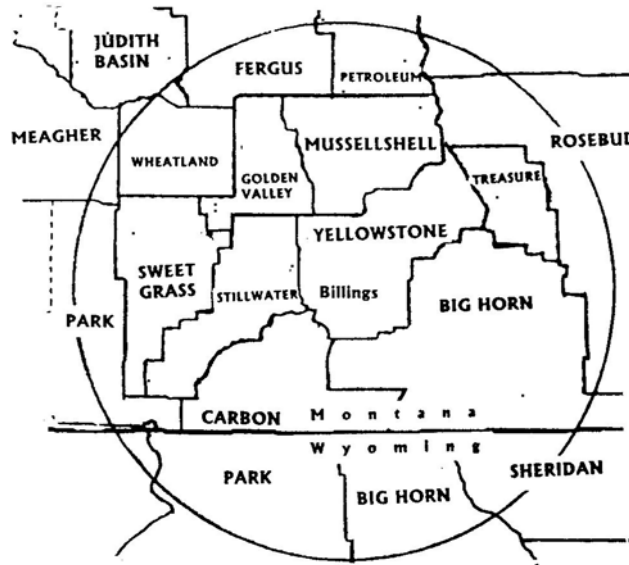 JUDITH
BASIN
FERGUS
PETROLEUM
MEAGHER
MUSSELLSHELL
ROSEBUD
WHEATLAND
GOLDEN
VALLEY
TREASURE
YELLOWSTONE
SWEET
GRASS
STILLWATER
Billings
BIG HORN
PARK
CARBON
Montana
Wyoming
PARK
BIG HORN
SHERIDAN